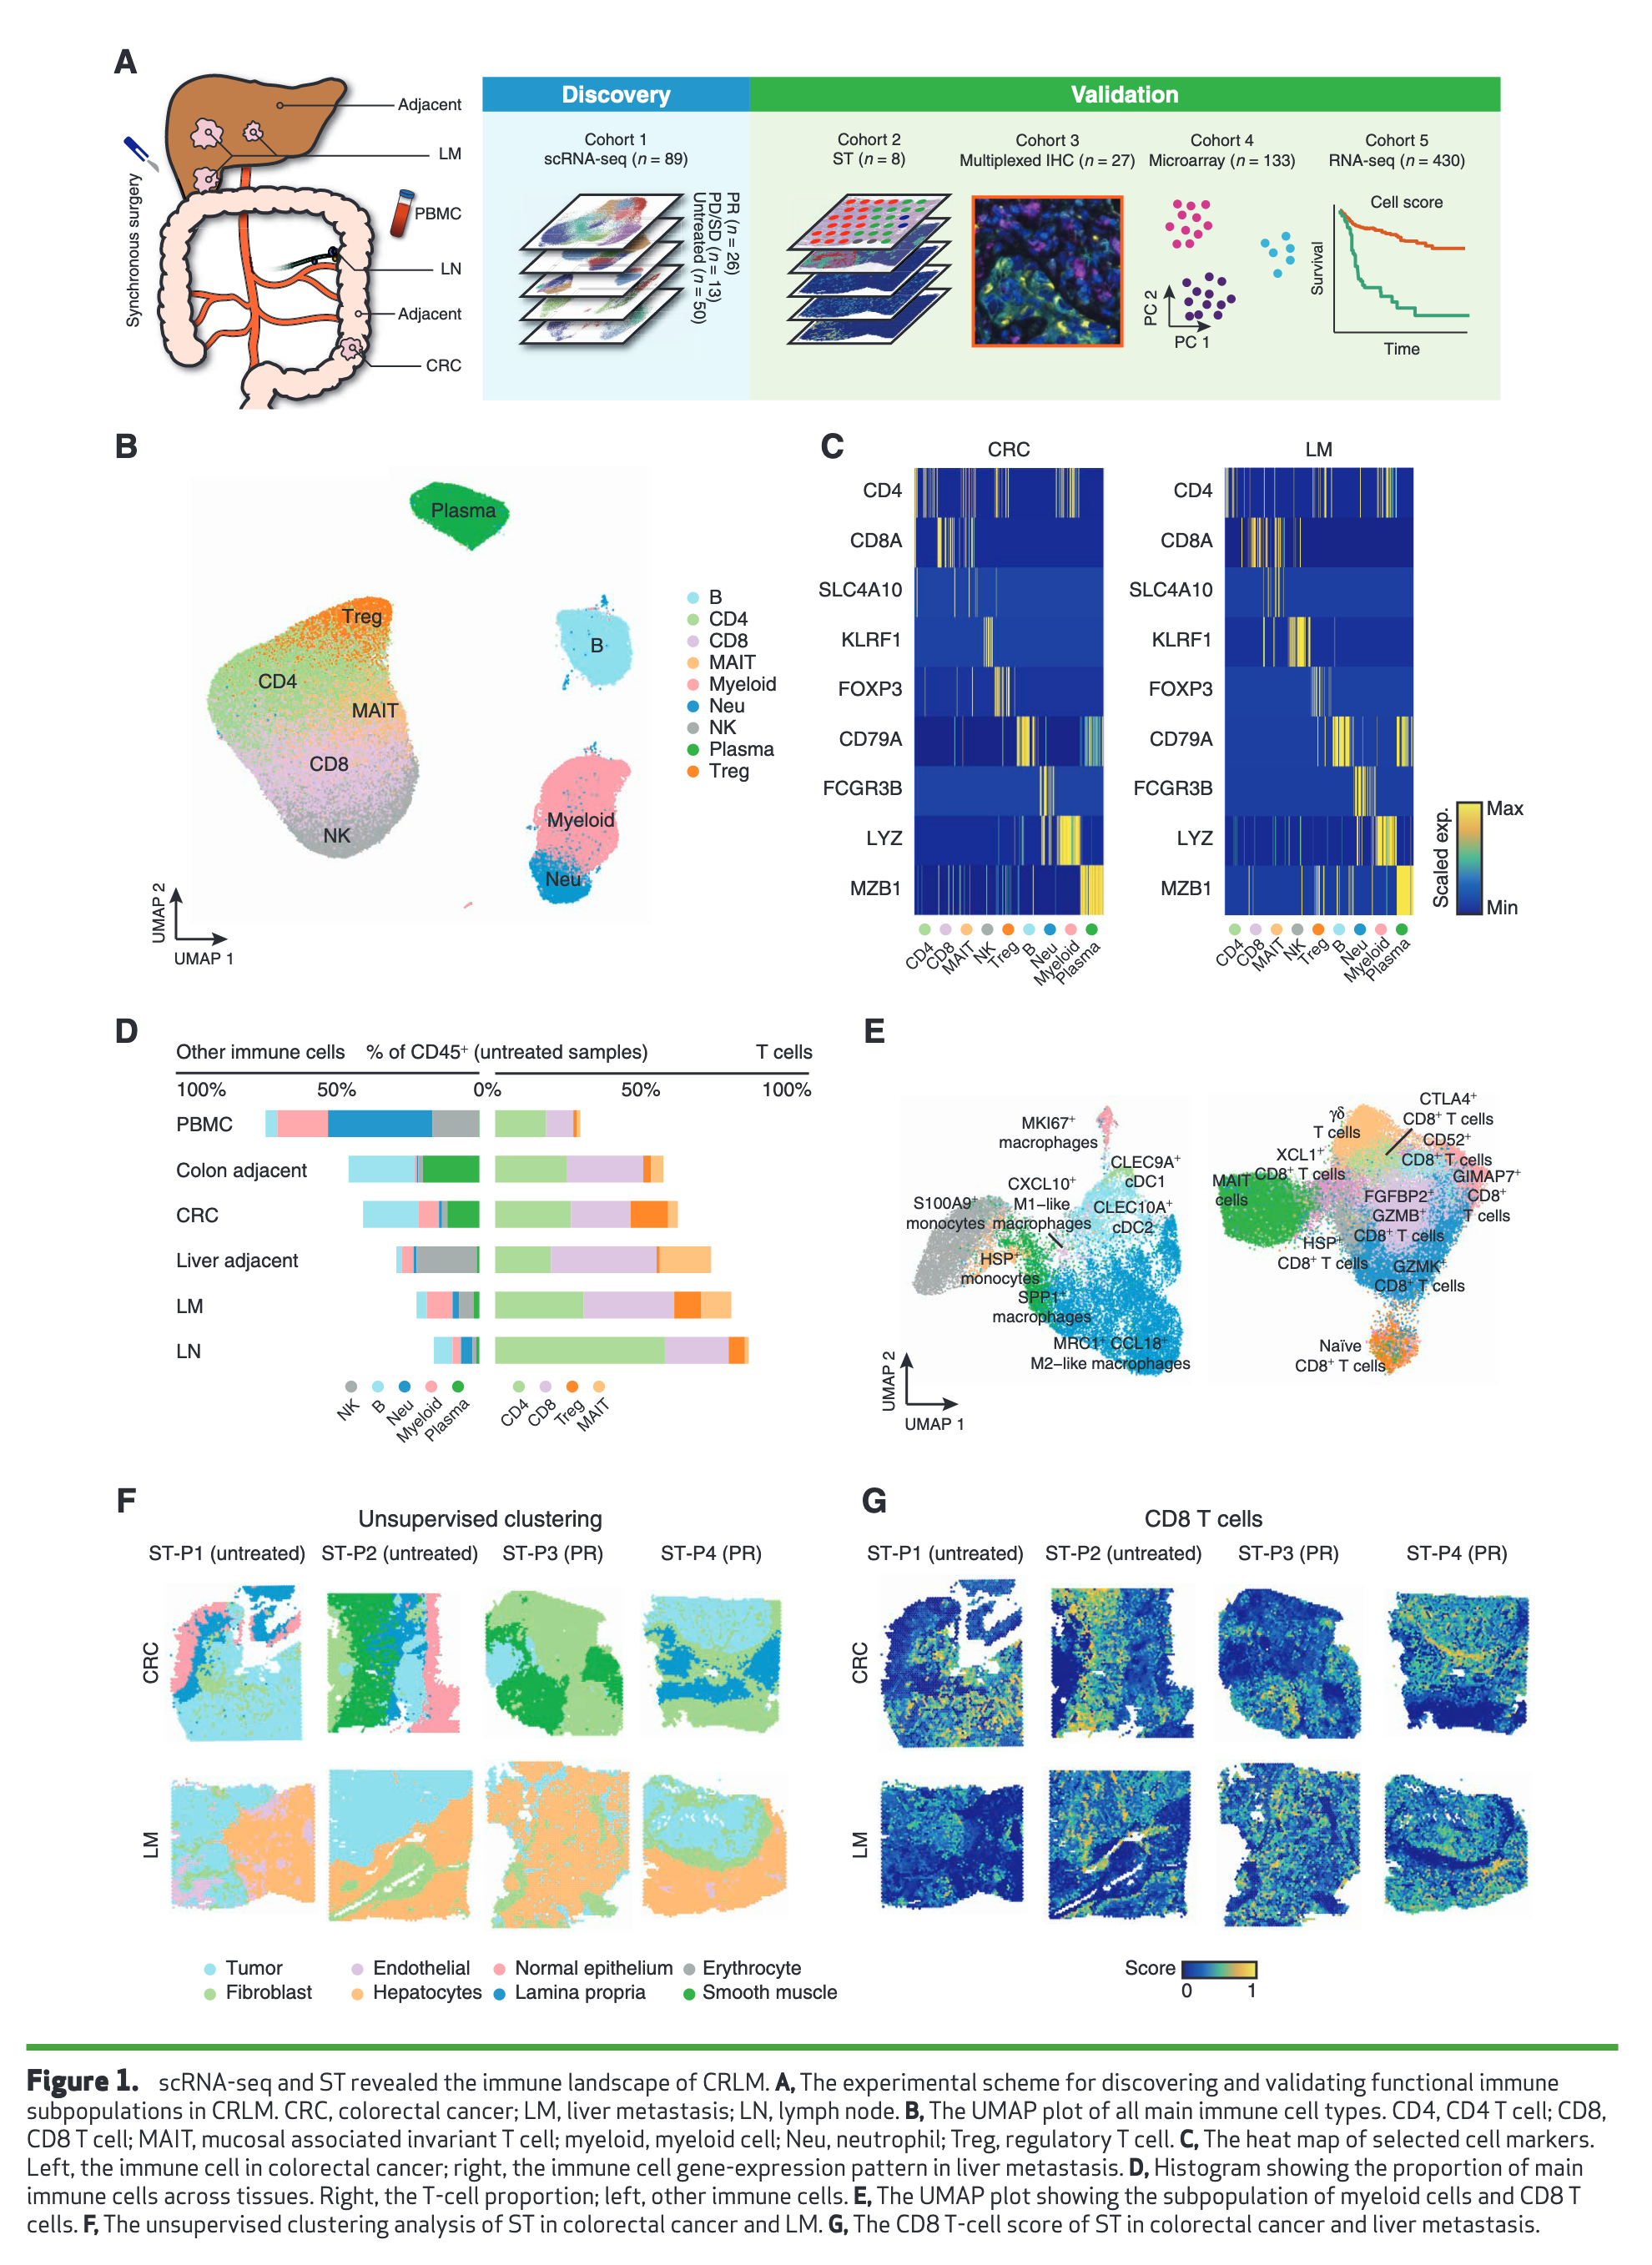 A
Adjacent
LM
Synchronous surgery
PBMC
LN
Adjacent
CRC
Discovery
Validation
Cohort 1
scRNA-seq (n = 89)
PR (n = 26)
PD/SD (n = 13)
Untreated (n = 50)
Cohort 2
ST (n = 8)
Cohort 3
Multiplexed IHC (n = 27)
Cohort 4
Microarray (n = 133)
PC 2
PC 1
Cohort 5
RNA-seq (n = 430)
Cell score
Survival
Time
B
Plasma
Treg
CD4
MAIT
CD8
NK
B
Myeloid
Neu
UMAP 2
UMAP 1
B
CD4
CD8
MAIT
Myeloid
Neu
NK
Plasma
Treg
C
CRC
CD4
CD8A
SLC4A10
KLRF1
FOXP3
CD79A
FCGR3B
LYZ
MZB1
CD4
CD8
MAIT
NK
Treg
B
Neu
Myeloid
Plasma
LM
CD4
CD8A
SLC4A10
KLRF1
FOXP3
CD79A
FCGR3B
LYZ
MZB1
CD4
CD8
MAIT
NK
Treg
B
Neu
Myeloid
Plasma
Scaled exp.
Max
Min
D
Other immune cells % of CD45+ (untreated samples) T cells
100% 50% 0% 50% 100%
PBMC
Colon adjacent
CRC
Liver adjacent
LM
LN
NK
B
Neu
Myeloid
Plasma
CD4
CD8
Treg
MAIT
E
MKI67+
macrophages
CLEC9A+
cDC1
CXCL10+
M1–like
macrophages
CLEC10A+
cDC2
S100A9+
monocytes
HSP+
monocytes
SPP1+
macrophages
MRC1+ CCL18+
M2–like macrophages
UMAP 2
UMAP 1
CTLA4+
CD8+ T cells
γδ
T cells
CD52+
CD8+ T cells
XCL1+
CD8+ T cells
GIMAP7+
CD8+
T cells
MAIT
cells
FGFBP2+
GZMB+
CD8+ T cells
HSP+
CD8+ T cells
GZMK+
CD8+ T cells
Naïve
CD8+ T cells
F
Unsupervised clustering
ST-P1 (untreated) ST-P2 (untreated) ST-P3 (PR) ST-P4 (PR)
CRC
LM
Tumor
Endothelial
Normal epithelium
Erythrocyte
Fibroblast
Hepatocytes
Lamina propria
Smooth muscle
G
CD8 T cells
ST-P1 (untreated) ST-P2 (untreated) ST-P3 (PR) ST-P4 (PR)
CRC
LM
Score
0 1
Figure 1. scRNA-seq and ST revealed the immune landscape of CRLM. A, The experimental scheme for discovering and validating functional immune
subpopulations in CRLM. CRC, colorectal cancer; LM, liver metastasis; LN, lymph node. B, The UMAP plot of all main immune cell types. CD4, CD4 T cell; CD8,
CD8 T cell; MAIT, mucosal associated invariant T cell; myeloid, myeloid cell; Neu, neutrophil; Treg, regulatory T cell. C, The heat map of selected cell markers.
Left, the immune cell in colorectal cancer; right, the immune cell gene-expression pattern in liver metastasis. D, Histogram showing the proportion of main
immune cells across tissues. Right, the T-cell proportion; left, other immune cells. E, The UMAP plot showing the subpopulation of myeloid cells and CD8 T
cells. F, The unsupervised clustering analysis of ST in colorectal cancer and LM. G, The CD8 T-cell score of ST in colorectal cancer and liver metastasis.